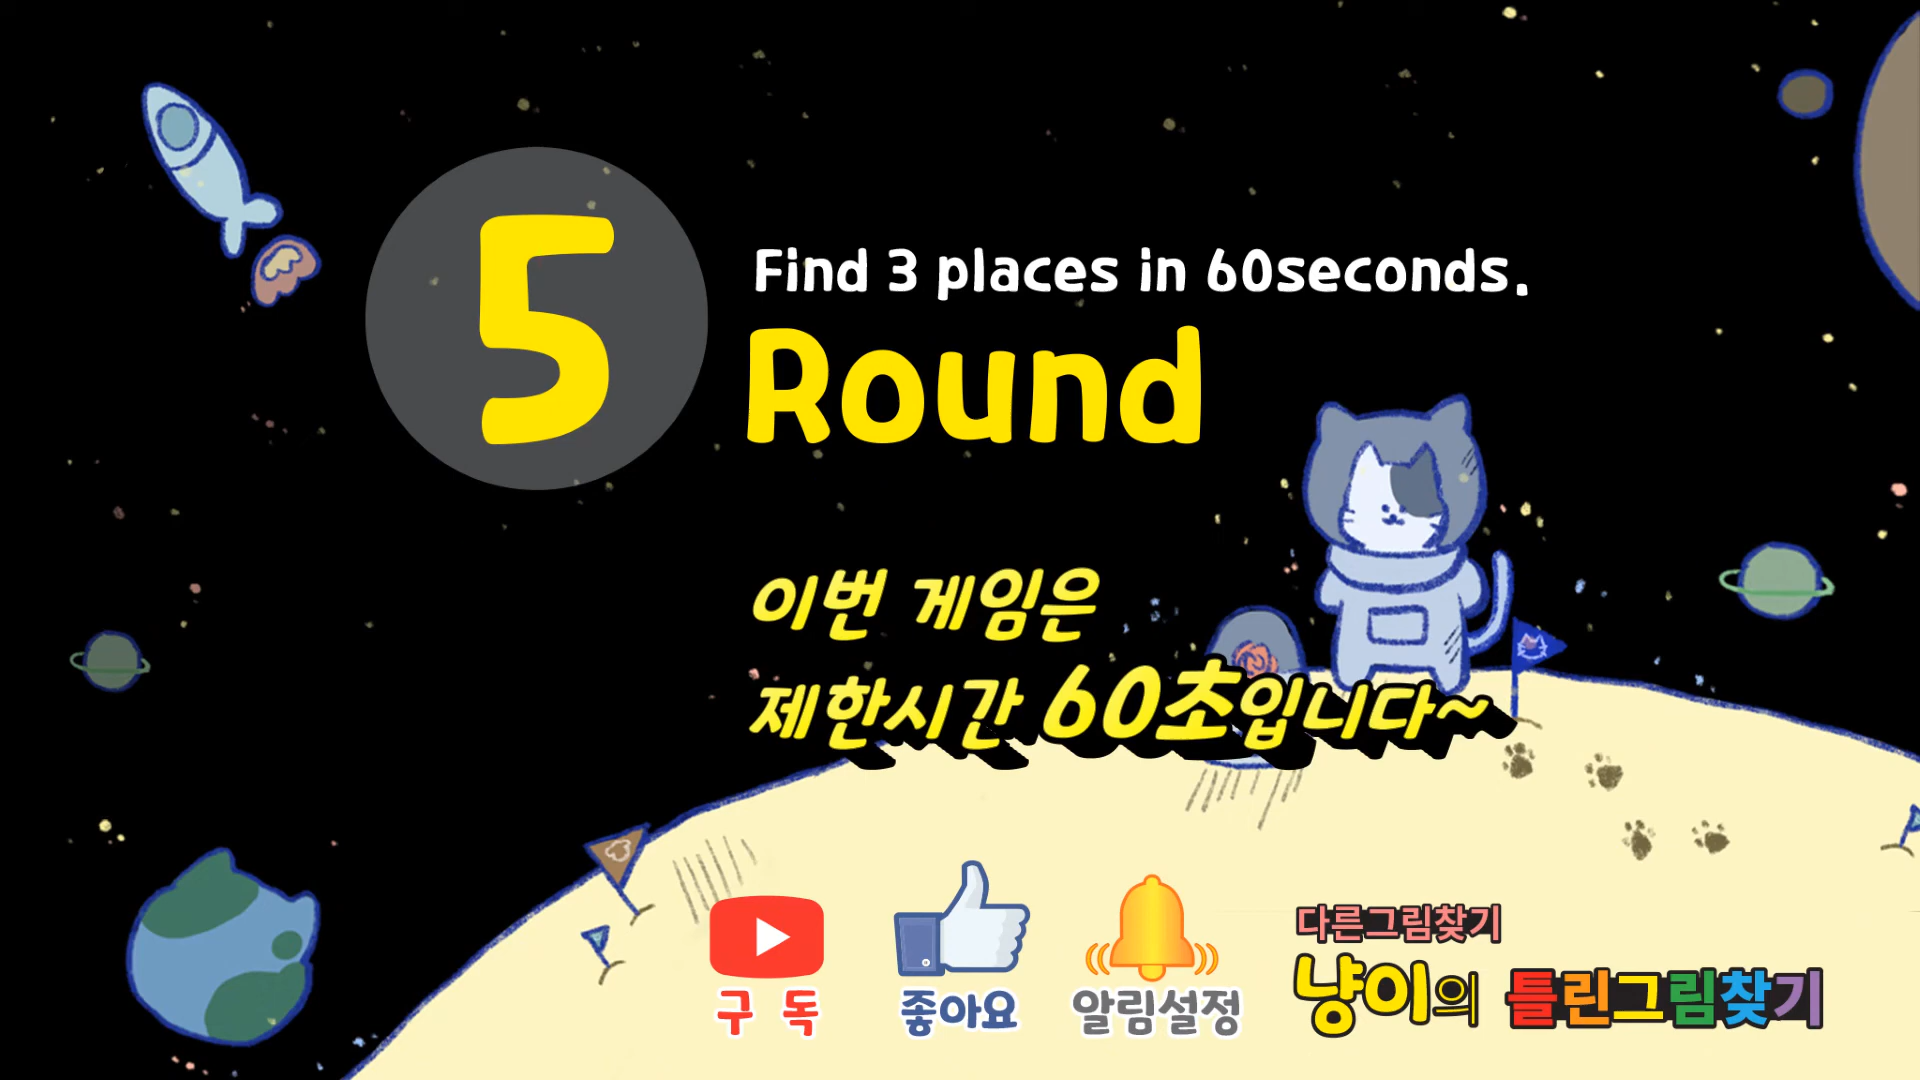 5
Find 3 places in 60seconds.
Round
이번 게임은
제한시간 60초입니다~
구 독
좋아요
알림설정
다른그림찾기
냥이의 틀린그림찾기